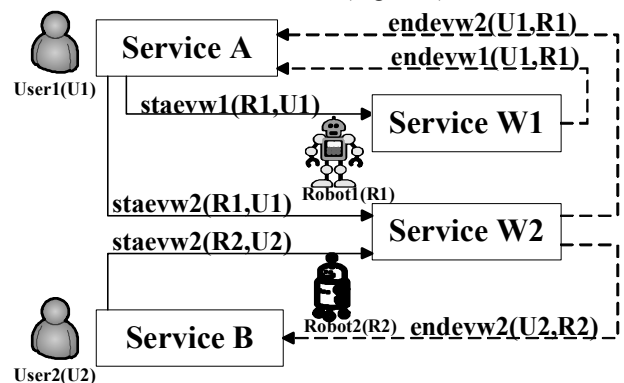 endevw2(U1,R1)
Service A
endevw1(U1,R1)
User1(U1)
staevw1(R1,U1)
Service W1
Robot1(R1)
staevw2(R1,U1)
Service W2
staevw2(R2,U2)
Service B
Robot2(R2)
endevw2(U2,R2)
User2(U2)